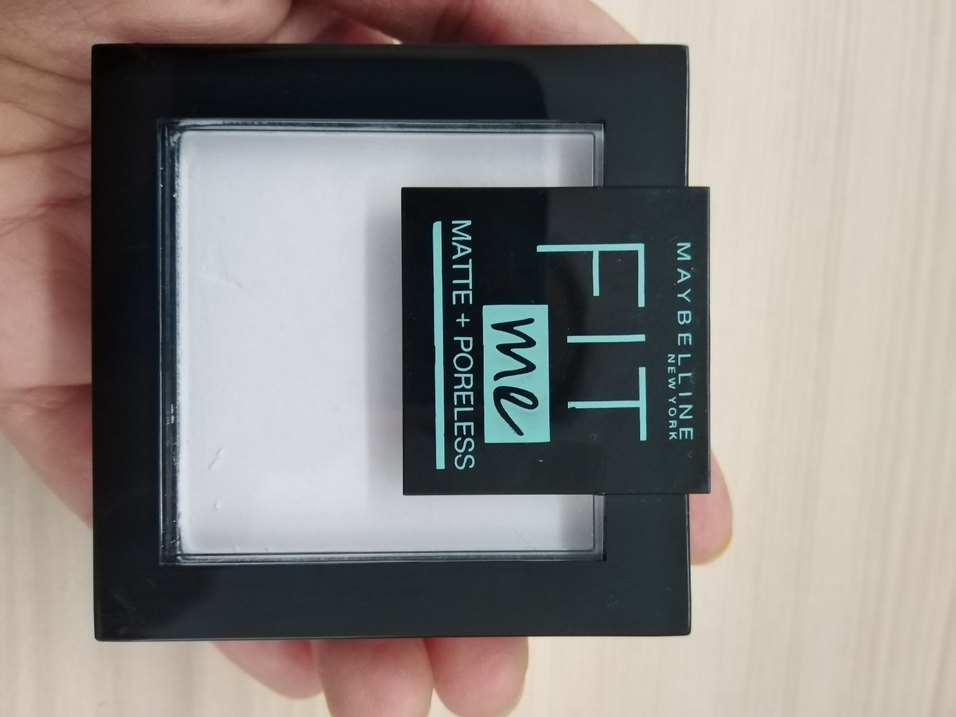 MAYBELLINE
NEW YORK
FIT
me
MATTE + PORELESS